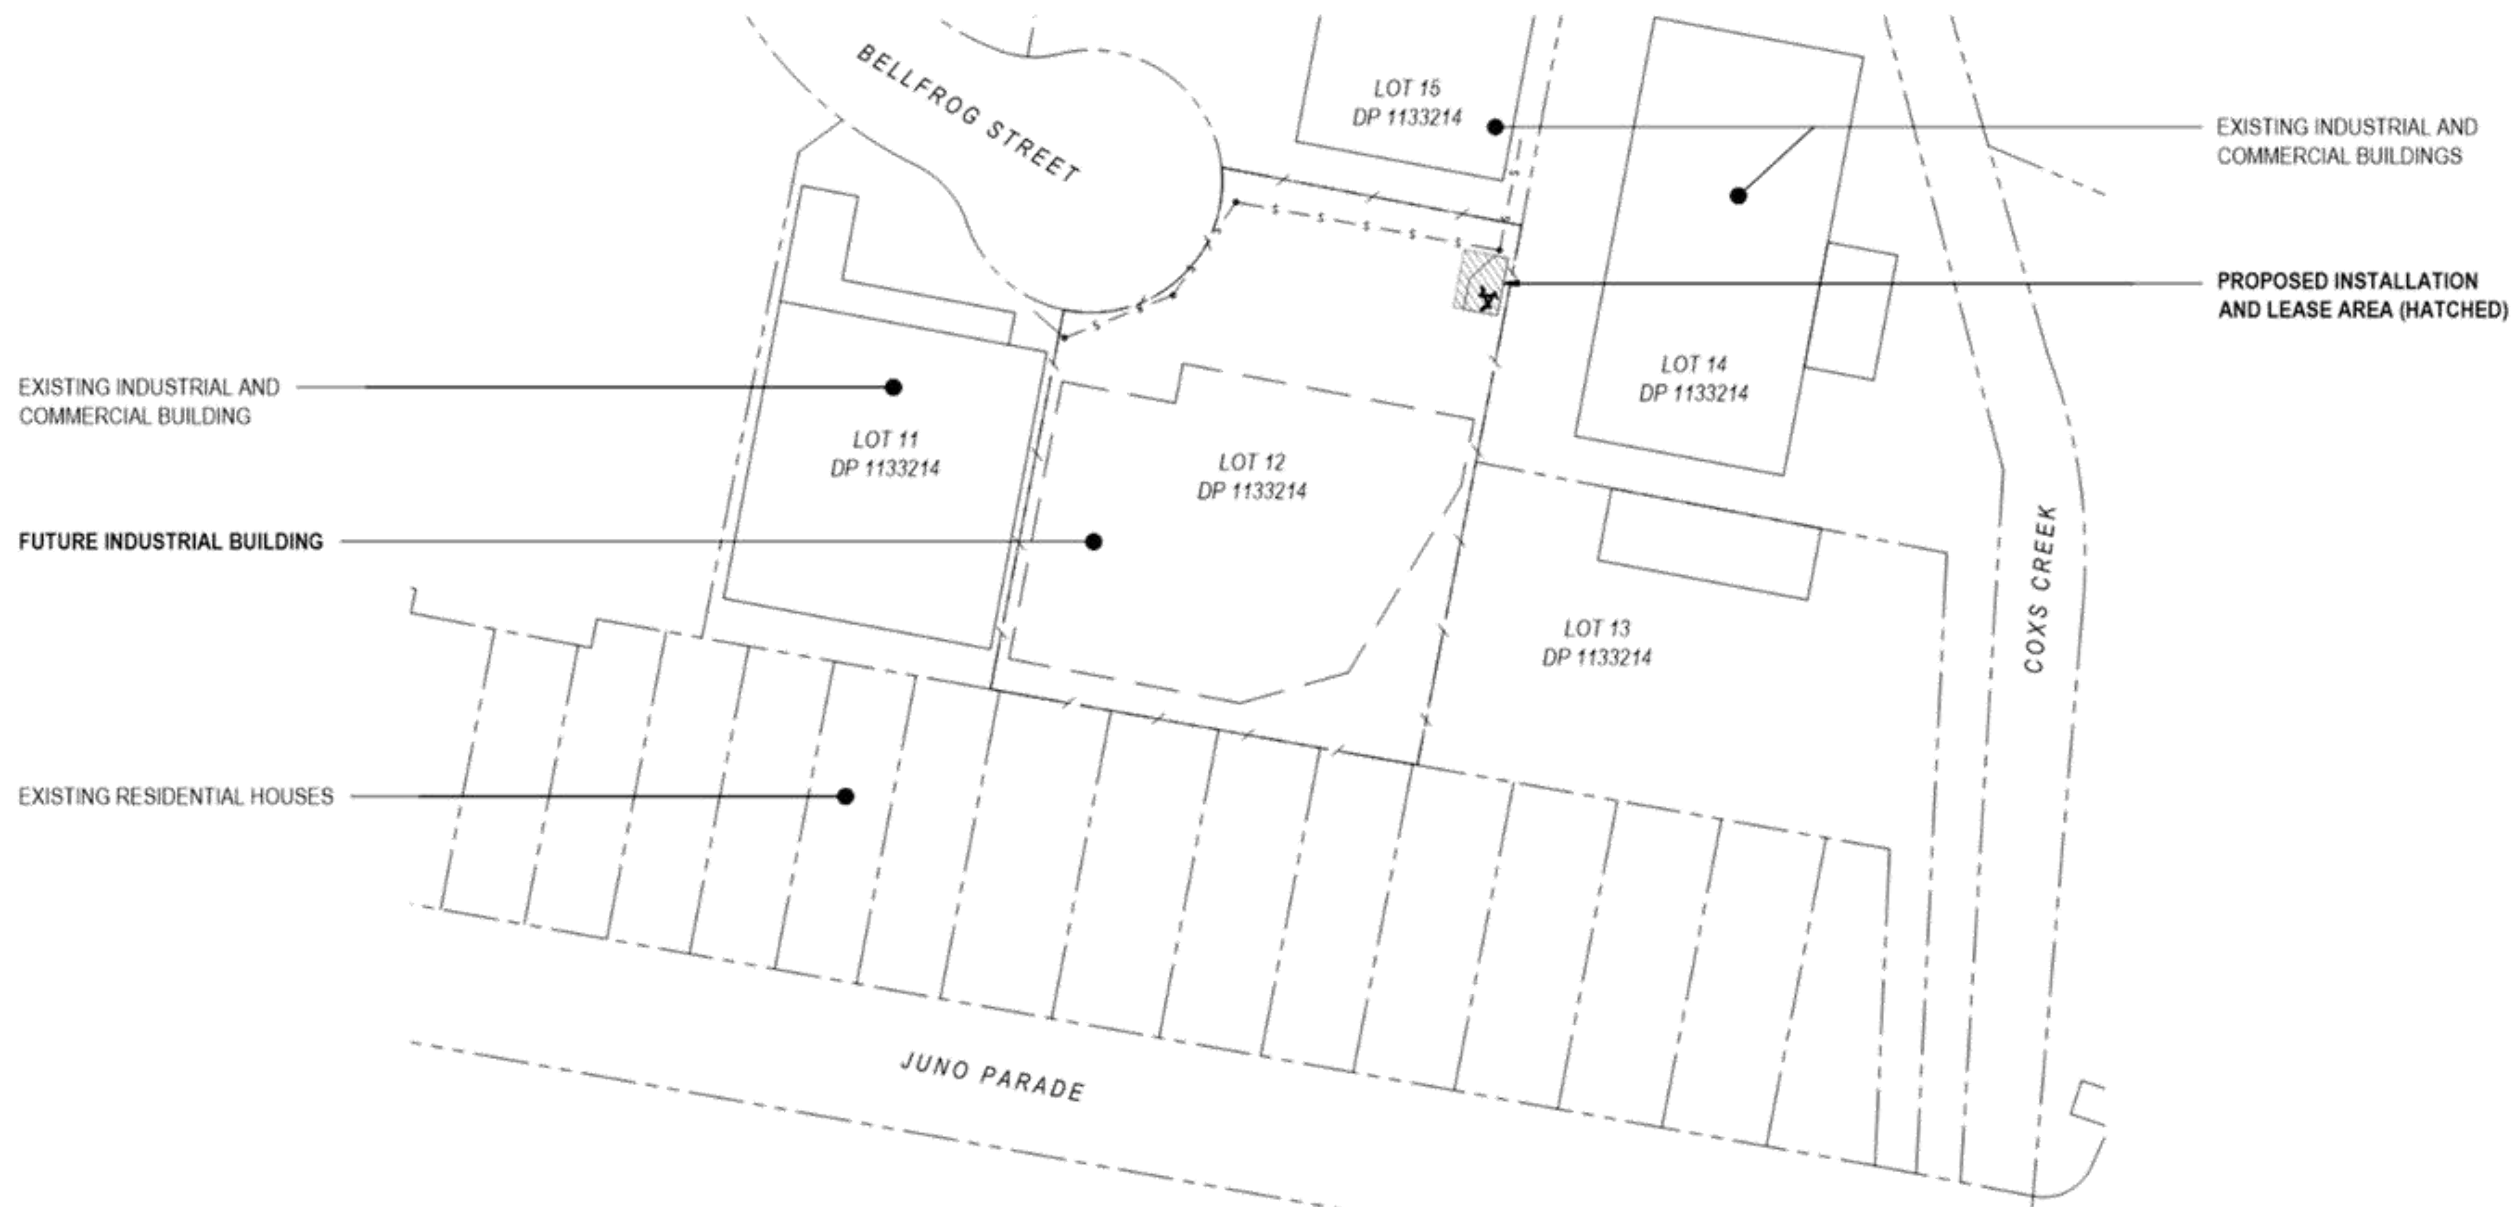 BELLFROG STREET
LOT 15
DP 1133214
EXISTING INDUSTRIAL AND
COMMERCIAL BUILDINGS
PROPOSED INSTALLATION
AND LEASE AREA (HATCHED)
LOT 14
DP 1133214
EXISTING INDUSTRIAL AND
COMMERCIAL BUILDING
LOT 11
DP 1133214
LOT 12
DP 1133214
FUTURE INDUSTRIAL BUILDING
COXS CREEK
LOT 13
DP 1133214
EXISTING RESIDENTIAL HOUSES
JUNO PARADE